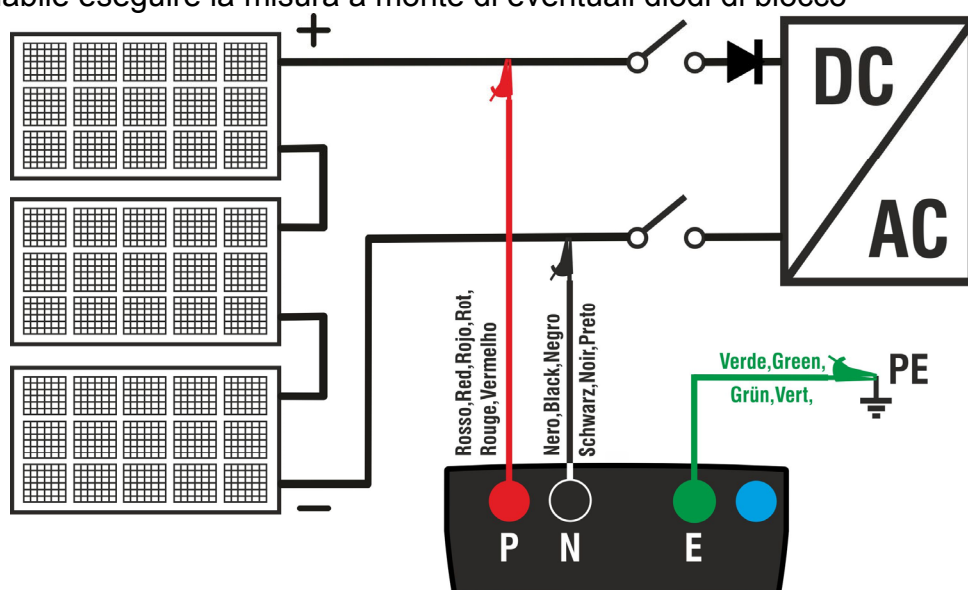 eseguire la misura a monte di eventuali diodi di blocco
+
DC
AC
−
Rosso,Red,Rojo,Rot,
Rouge,Vermelho
Nero,Black,Negro
Schwarz,Noir,Preto
Verde,Green,
Grün,Vert,
PE
P N E